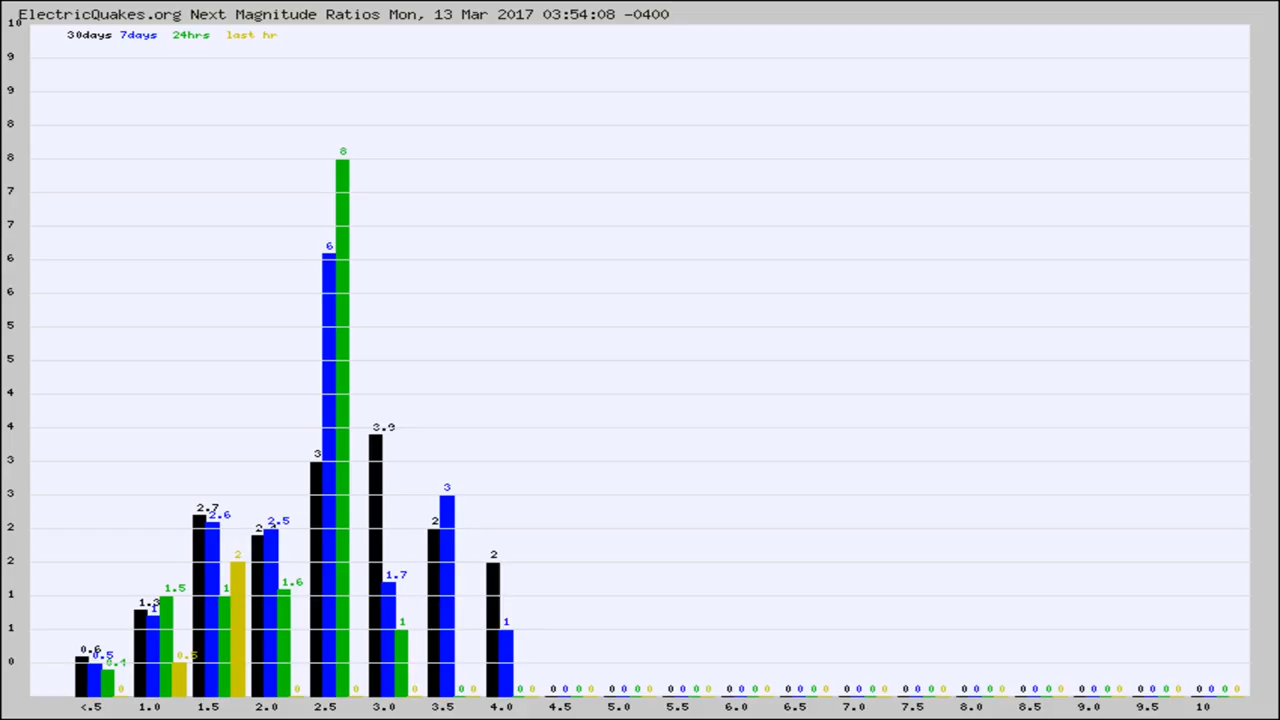 ElectricQuakes.org Next Magnitude Ratios Mon, 13 Mar 2017 03:54:08 -0400
30days 7days 24hrs last hr
10
9
9
8
8
7
7
6
6
5
5
4
4
3
3
2
2
1
1
0
0.6 0.5 0.4 0
1.3 1 1.5 0.5
2.7 2.6 1 2
2.5 1.6 0
3 6 8 0
3.9 1.7 1 0
2 3 0 0
2 1 0 0
0 0 0 0
0 0 0 0
0 0 0 0
0 0 0 0
0 0 0 0
0 0 0 0
0 0 0 0
0 0 0 0
0 0 0 0
0 0 0 0
0 0 0 0
0 0 0 0
<.5 1.0 1.5 2.0 2.5 3.0 3.5 4.0 4.5 5.0 5.5 6.0 6.5 7.0 7.5 8.0 8.5 9.0 9.5 10